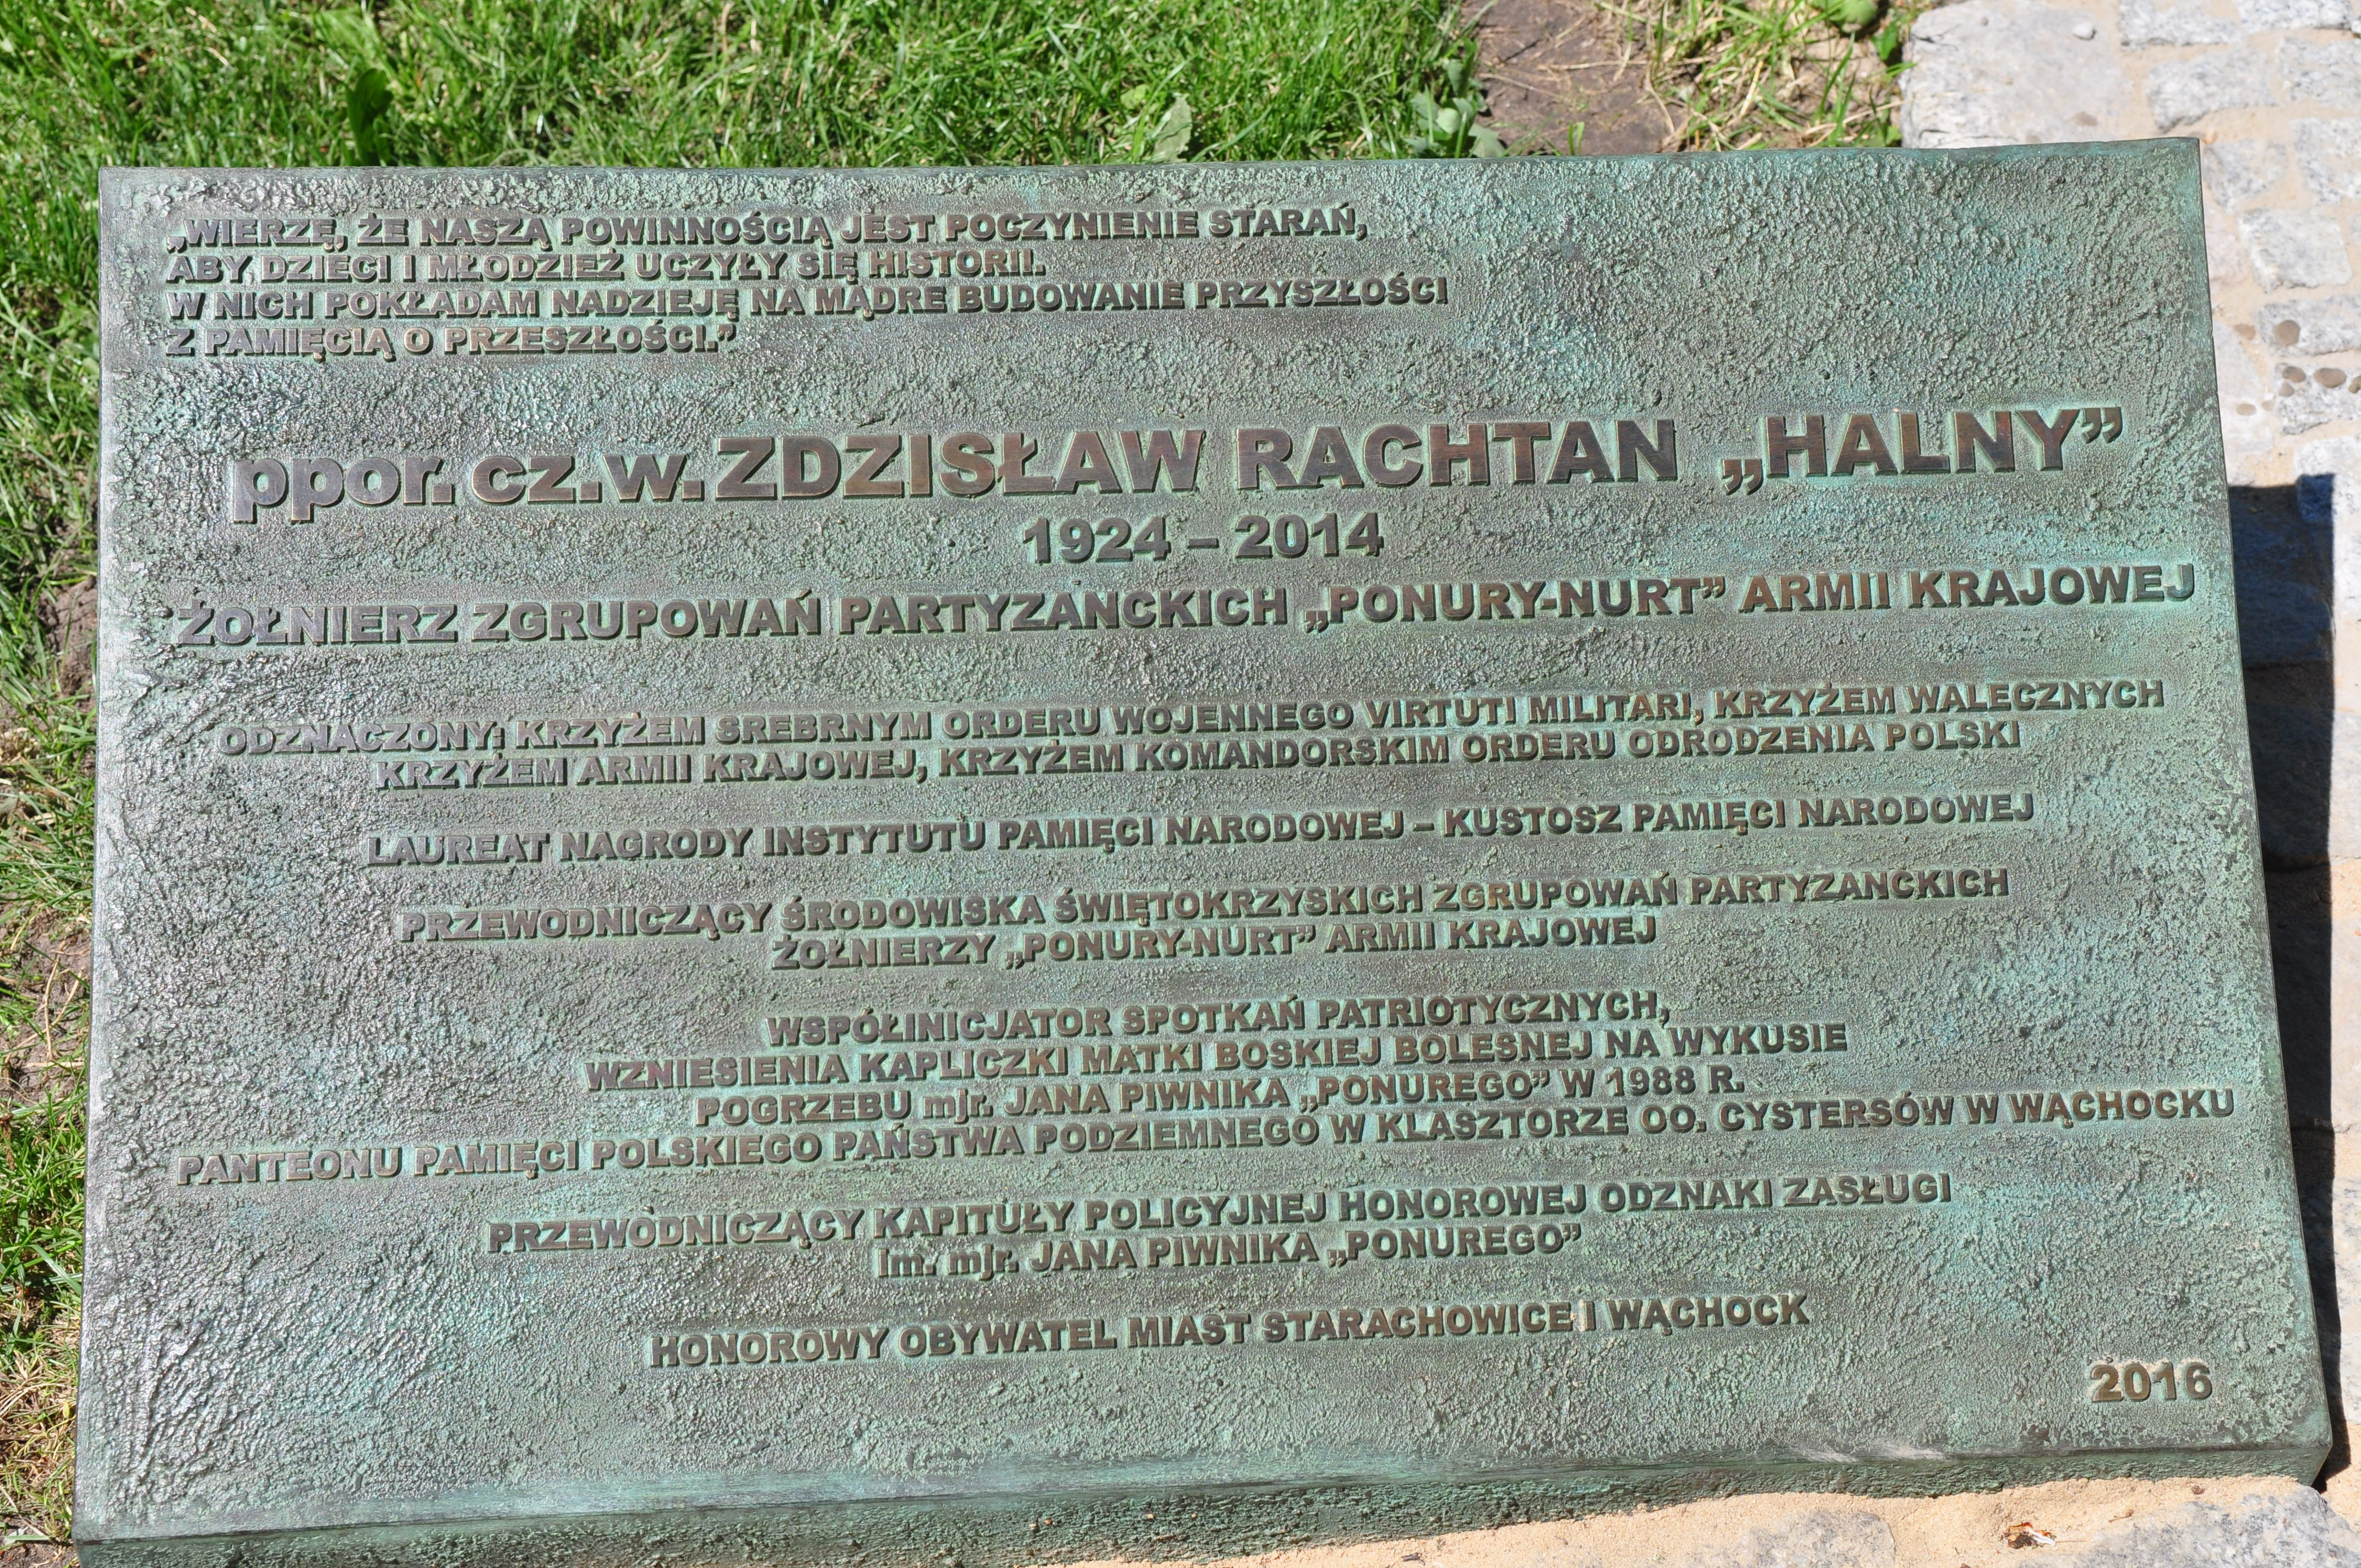 „WIERZĘ, ŻE NASZĄ POWINNOŚCIĄ JEST POCZYNIENIE STARAŃ,
ABY DZIECI I MŁODZIEŻ UCZYŁY SIĘ HISTORII.
W NICH POKŁADAM NADZIEJĘ NA MĄDRE BUDOWANIE PRZYSZŁOŚCI
Z PAMIĘCIĄ O PRZESZŁOŚCI.”
ppor. cz.w. ZDZISŁAW RACHTAN „HALNY”
1924 – 2014
ŻOŁNIERZ ZGRUPOWAŃ PARTYZANCKICH „PONURY-NURT” ARMII KRAJOWEJ
ODZNACZONY: KRZYŻEM SREBRNYM ORDERU WOJENNEGO VIRTUTI MILITARI, KRZYŻEM WALECZNYCH
KRZYŻEM ARMII KRAJOWEJ, KRZYŻEM KOMANDORSKIM ORDERU ODRODZENIA POLSKI
LAUREAT NAGRODY INSTYTUTU PAMIĘCI NARODOWEJ – KUSTOSZ PAMIĘCI NARODOWEJ
PRZEWODNICZĄCY ŚRODOWISKA ŚWIĘTOKRZYSKICH ZGRUPOWAŃ PARTYZANCKICH
ŻOŁNIERZY „PONURY-NURT” ARMII KRAJOWEJ
WSPÓŁINICJATOR SPOTKAŃ PATRIOTYCZNYCH,
WZNIESIENIA KAPLICZKI MATKI BOSKIEJ BOLESNEJ NA WYKUSIE
POGRZEBU mjr. JANA PIWNIKA „PONUREGO” W 1988 R.
PANTEONU PAMIĘCI POLSKIEGO PAŃSTWA PODZIEMNEGO W KLASZTORZE OO. CYSTERSÓW W WĄCHOCKU
PRZEWODNICZĄCY KAPITUŁY POLICYJNEJ HONOROWEJ ODZNAKI ZASŁUGI
im. mjr. JANA PIWNIKA „PONUREGO”
HONOROWY OBYWATEL MIAST STARACHOWICE I WĄCHOCK
2016